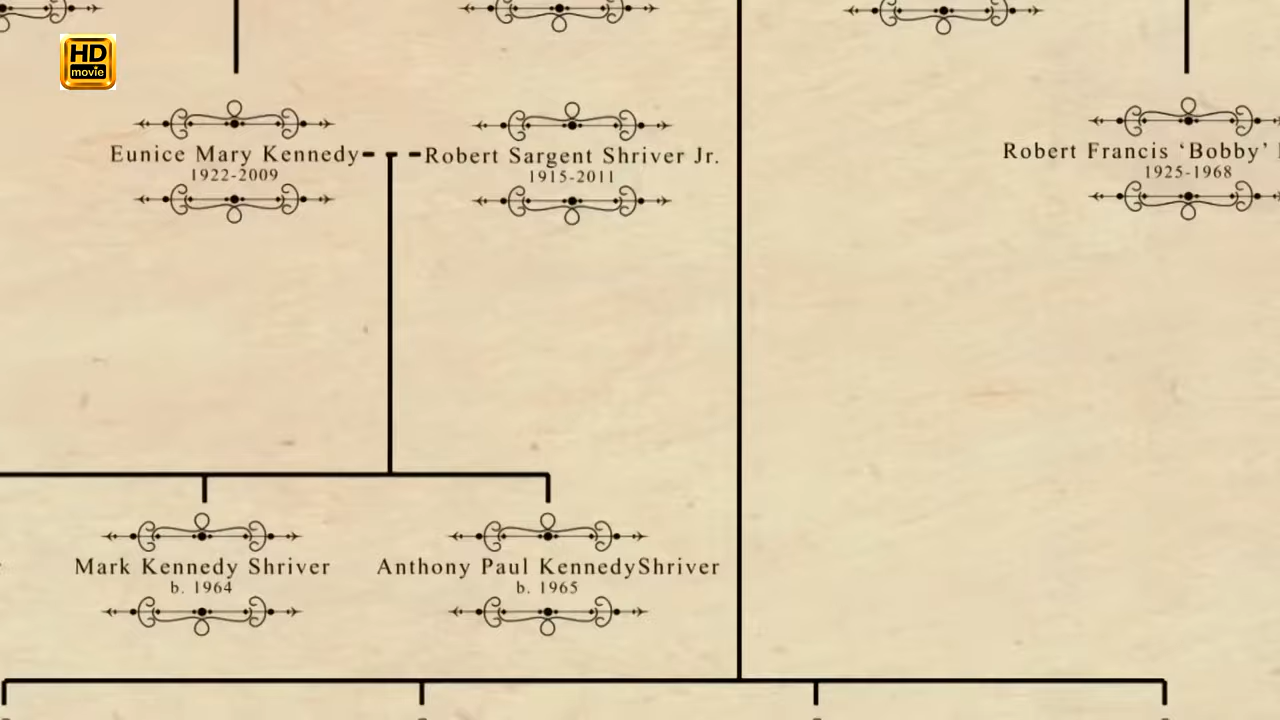 HD
movie
Eunice Mary Kennedy
1922-2009
Robert Sargent Shriver Jr.
1915-2011
Robert Francis ‘Bobby’
1925-1968
Mark Kennedy Shriver
b. 1964
Anthony Paul KennedyShriver
b. 1965